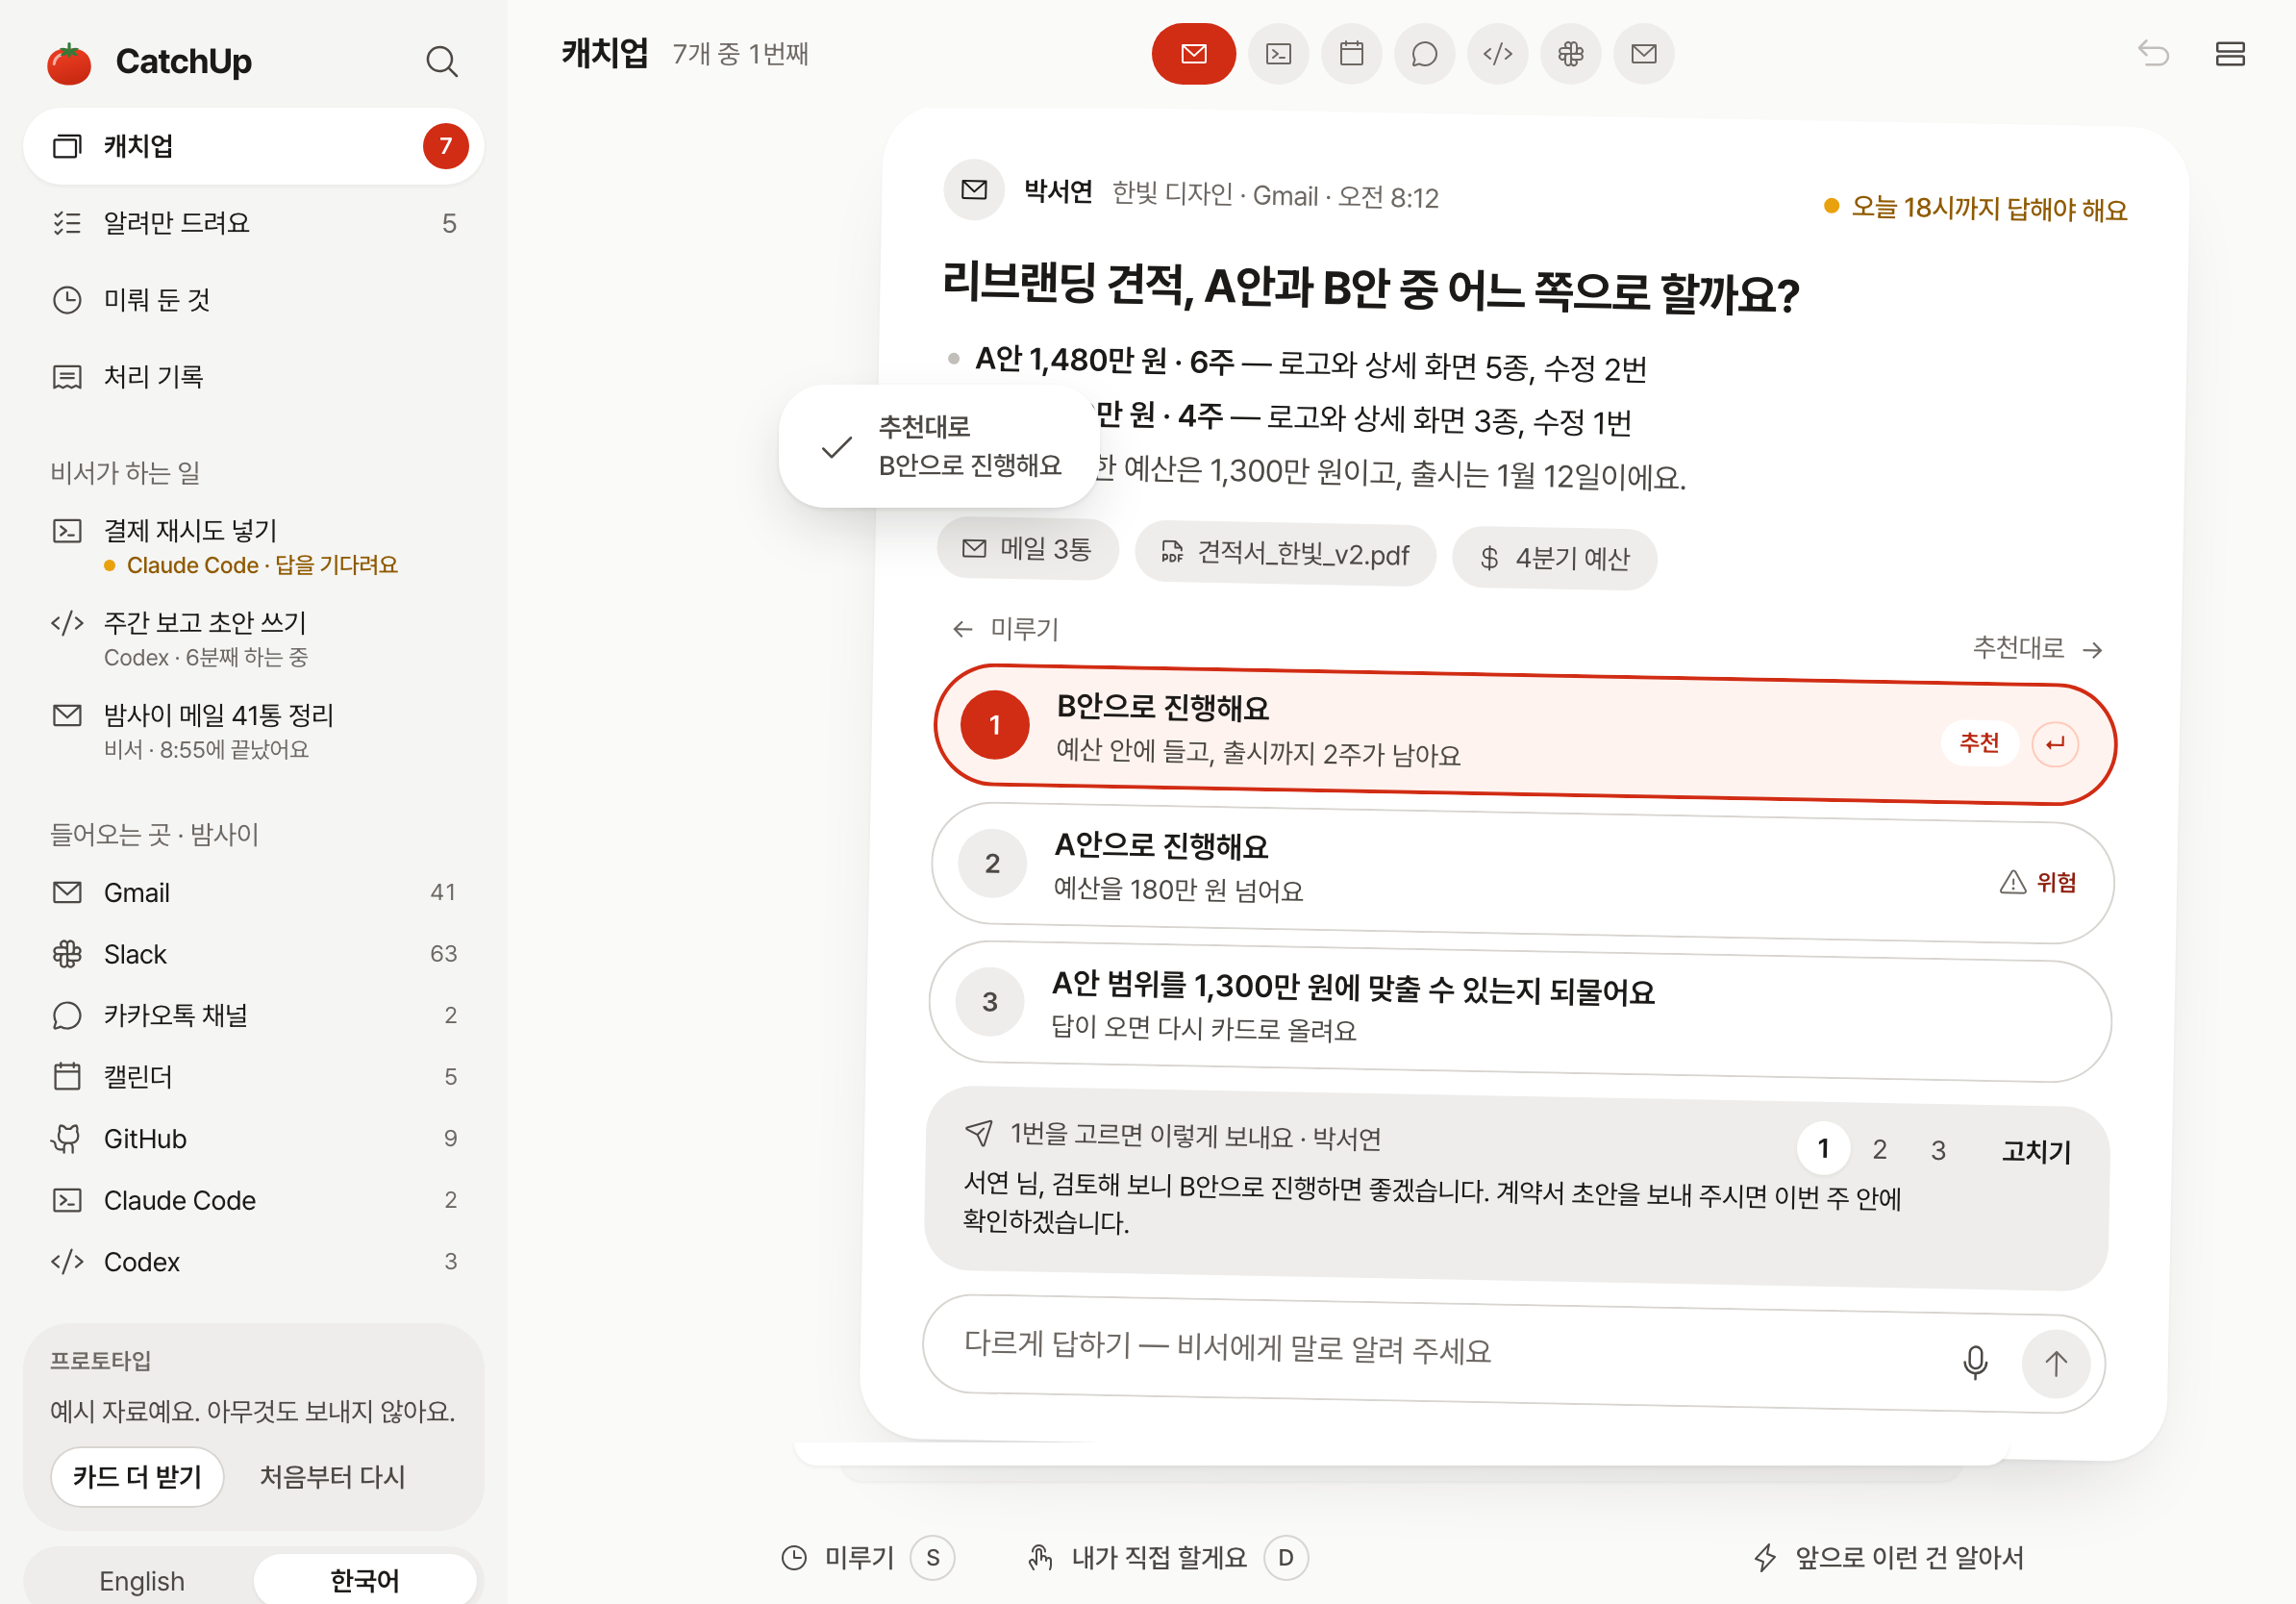 CatchUp
캐치업 7
알려만 드려요 5
미뤄 둔 것
처리 기록
비서가 하는 일
결제 재시도 넣기
Claude Code · 답을 기다려요
주간 보고 초안 쓰기
Codex · 6분째 하는 중
밤사이 메일 41통 정리
비서 · 8:55에 끝났어요
들어오는 곳 · 밤사이
Gmail 41
Slack 63
카카오톡 채널 2
캘린더 5
GitHub 9
Claude Code 2
Codex 3
프로토타입
예시 자료예요. 아무것도 보내지 않아요.
카드 더 받기 처음부터 다시
English 한국어
캐치업 7개 중 1번째
박서연 한빛 디자인 · Gmail · 오전 8:12
오늘 18시까지 답해야 해요
리브랜딩 견적, A안과 B안 중 어느 쪽으로 할까요?
A안 1,480만 원 · 6주 — 로고와 상세 화면 5종, 수정 2번
만 원 · 4주 — 로고와 상세 화면 3종, 수정 1번
예산은 1,300만 원이고, 출시는 1월 12일이에요.
추천대로
B안으로 진행해요
메일 3통
PDF 견적서_한빛_v2.pdf
$ 4분기 예산
← 미루기
추천대로 →
1 B안으로 진행해요
예산 안에 들고, 출시까지 2주가 남아요
추천
2 A안으로 진행해요
예산을 180만 원 넘어요
위험
3 A안 범위를 1,300만 원에 맞출 수 있는지 되물어요
답이 오면 다시 카드로 올려요
1번을 고르면 이렇게 보내요 · 박서연
1 2 3 고치기
서연 님, 검토해 보니 B안으로 진행하면 좋겠습니다. 계약서 초안을 보내 주시면 이번 주 안에
확인하겠습니다.
다르게 답하기 — 비서에게 말로 알려 주세요
미루기 S
내가 직접 할게요 D
앞으로 이런 건 알아서